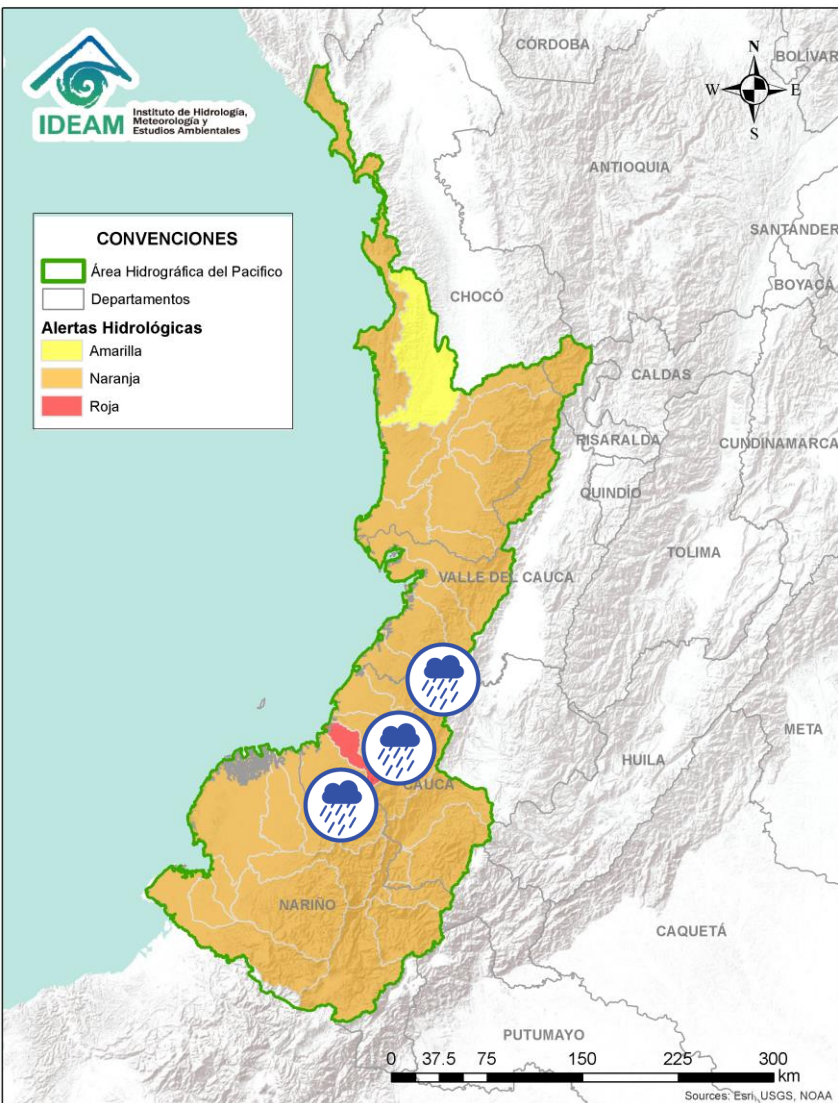 IDEAM
Instituto de Hidrología,
Meteorología y
Estudios Ambientales
CÓRDOBA
BOLÍVAR
N
W
E
S
ANTIOQUIA
SANTANDER
BOYACÁ
CONVENCIONES
Área Hidrográfica del Pacifico
Departamentos
Alertas Hidrológicas
Amarilla
Naranja
Roja
CHOCÓ
CALDAS
RISARALDA
CUNDINAMARCA
QUINDÍO
TOLIMA
VALLE DEL CAUCA
META
HUILA
CAUCA
NARIÑO
CAQUETÁ
PUTUMAYO
0 37.5 75 150 225 300
km
Sources: Esri, USGS, NOAA